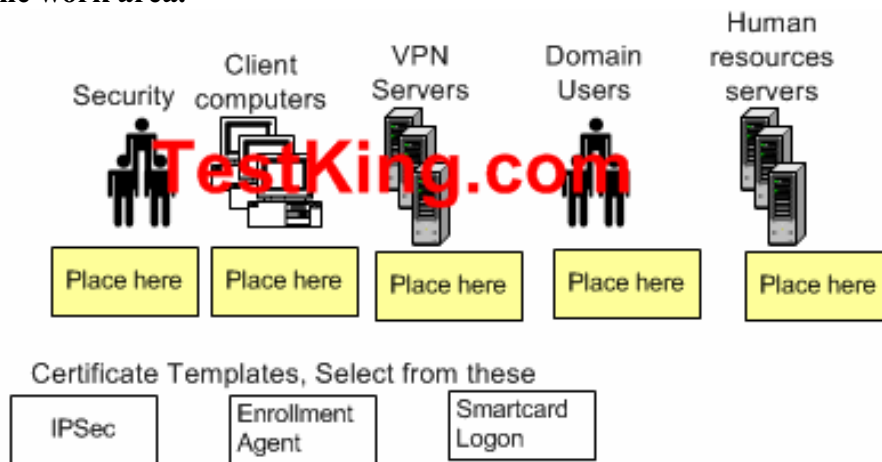 Human
resources
servers
Domain
Users
VPN
Servers
Client
computers
Security
TestKing.com
Place here
Place here
Place here
Place here
Place here
Certificate Templates, Select from these
IPSec
Enrollment
Agent
Smartcard
Logon